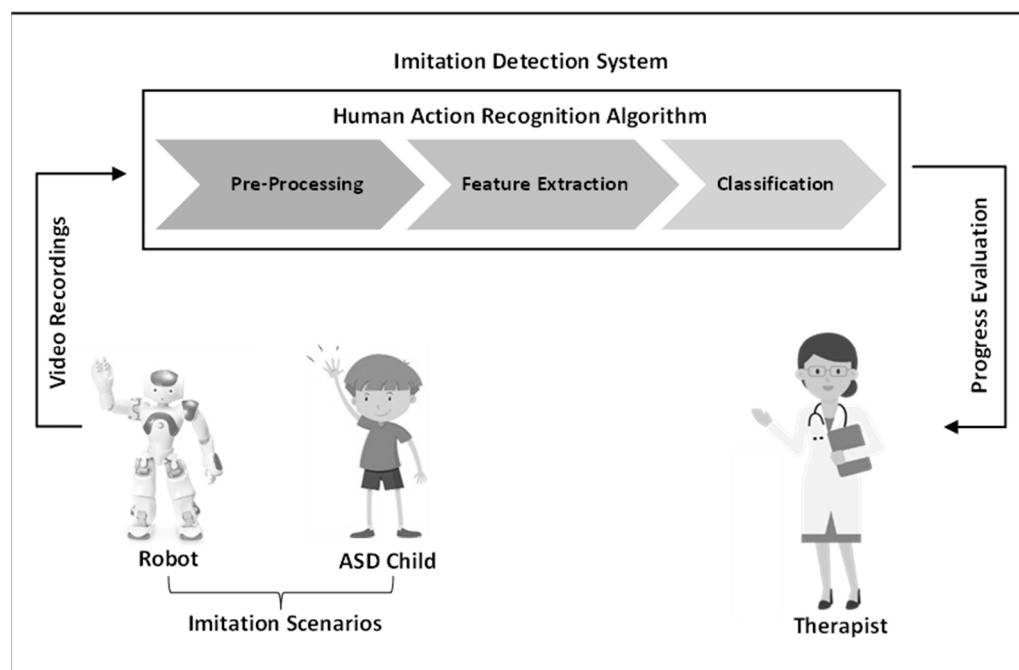 Imitation Detection System
Human Action Recognition Algorithm
Pre-Processing
Feature Extraction
Classification
Video Recordings
Progress Evaluation
Robot
ASD Child
Imitation Scenarios
Therapist